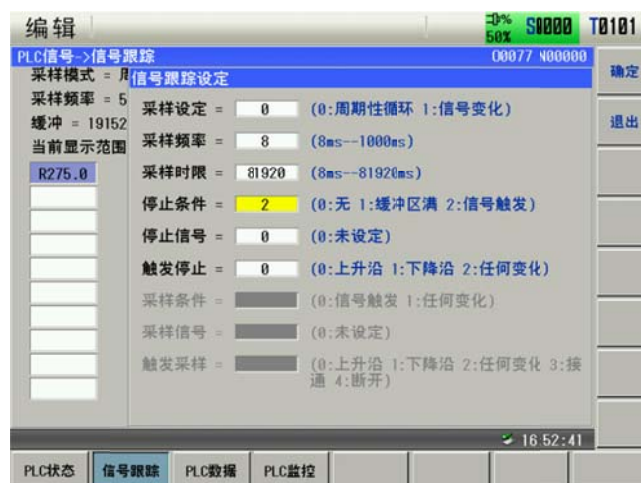 编辑 50% S0000 T0101
PLC信号->信号跟踪 O0077 N00000
采样模式 = 周
采样频率 = 5
缓冲 = 19152
当前显示范围
R275.0
信号跟踪设定
采样设定 = 0 (0:周期性循环 1:信号变化)
采样频率 = 8 (8ms--1000ms)
采样时限 = 81920 (8ms--81920ms)
停止条件 = 2 (0:无 1:缓冲区满 2:信号触发)
停止信号 = 0 (0:未设定)
触发停止 = 0 (0:上升沿 1:下降沿 2:任何变化)
采样条件 = (0:信号触发 1:任何变化)
采样信号 = (0:未设定)
触发采样 = (0:上升沿 1:下降沿 2:任何变化 3:接
通 4:断开)
确定
退出
16:52:41
PLC状态 信号跟踪 PLC数据 PLC监控